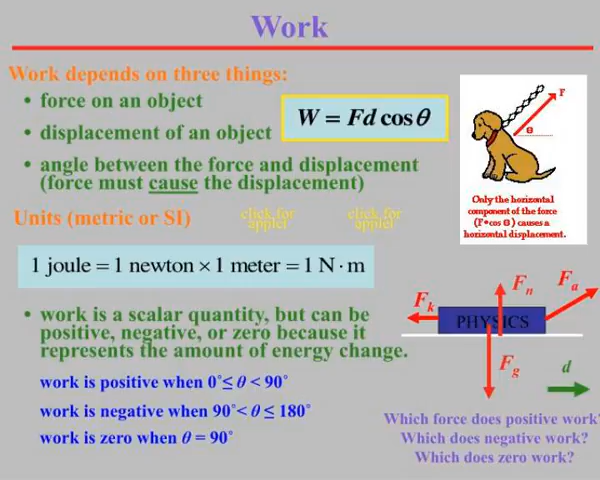 Work
Work depends on three things:
• force on an object
• displacement of an object
• angle between the force and displacement
(force must cause the displacement)
W = Fd cosθ
F
Θ
Only the horizontal
component of the force
(F•cos Θ) causes a
horizontal displacement.
Units (metric or SI)
click for
applet
click for
applet
1 joule = 1 newton × 1 meter = 1 N · m
• work is a scalar quantity, but can be
positive, negative, or zero because it
represents the amount of energy change.
work is positive when 0˚≤ θ < 90˚
work is negative when 90˚< θ ≤ 180˚
work is zero when θ = 90˚
Fk
Fn
Fa
PHYSICS
Fg
d
Which force does positive work?
Which does negative work?
Which does zero work?